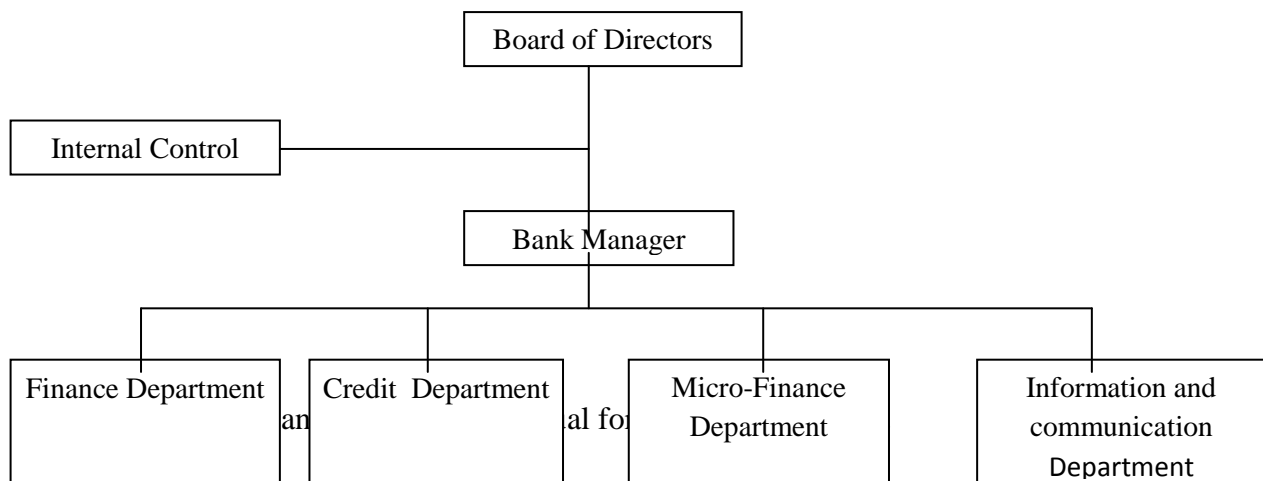 Board of Directors
Internal Control
Bank Manager
Finance Department
Credit Department
Micro-Finance
Department
Information and
communication
Department